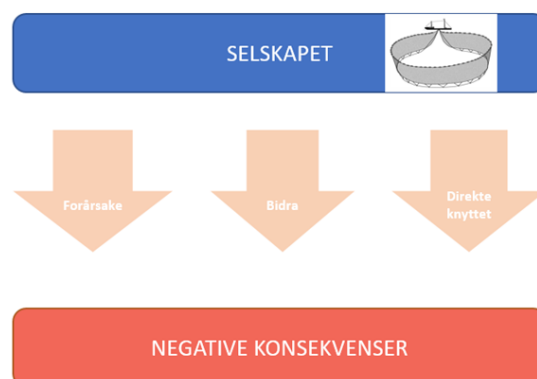 SELSKAPET
Forårsake
Bidra
Direkte
knyttet
NEGATIVE KONSEKVENSER